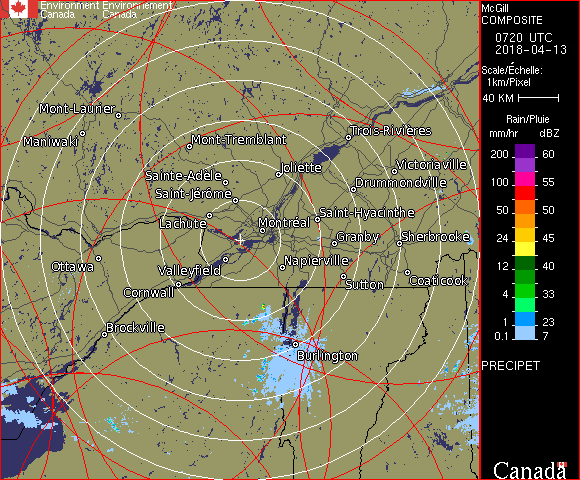 Environment Environnement
Canada Canada
McGill
COMPOSITE
0720 UTC
2018-04-13
Scale/Échelle:
1km/Pixel
40 KM
Rain/Pluie
mm/hr dBZ
200 60
100 55
50 50
24 45
12 40
4 33
1 23
0.1 7
PRECIPET
Mont-Laurier
Maniwaki
Mont-Tremblant
Trois-Rivières
Sainte-Adèle
Joliette
Victoriaville
Saint-Jérôme
Drummondville
Lachute
Montréal
Saint-Hyacinthe
Granby
Sherbrooke
Ottawa
Valleyfield
Napierville
Cornwall
Sutton
Coaticook
Brockville
Burlington
Canada